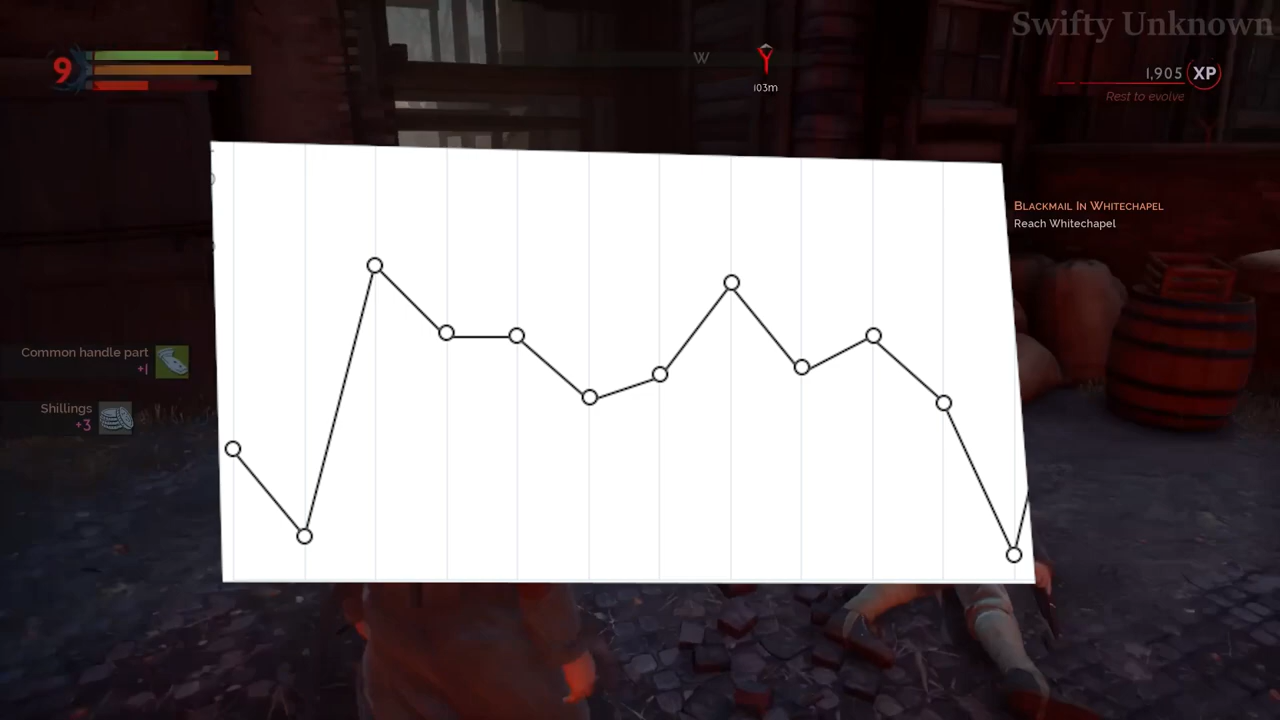 Swifty Unknown
9
W
103m
1,905 XP
Rest to evolve
Blackmail In Whitechapel
Reach Whitechapel
Common handle part
+1
Shillings
+3